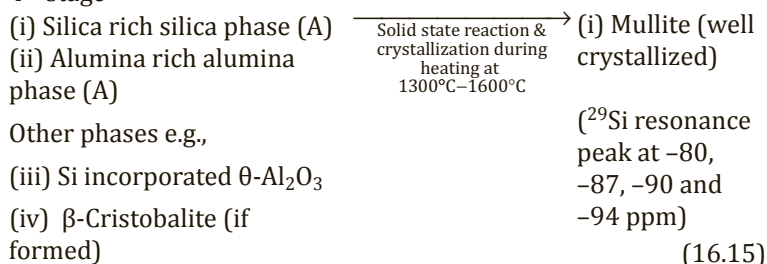 (i) Silica rich silica phase (A)
(ii) Alumina rich alumina
phase (A)
Other phases e.g.,
(iii) Si incorporated θ-Al₂O₃
(iv) β-Cristobalite (if
formed)
Solid state reaction &
crystallization during
heating at
1300°C–1600°C
(i) Mullite (well
crystallized)
(²⁹Si resonance
peak at –80,
–87, –90 and
–94 ppm)
(16.15)